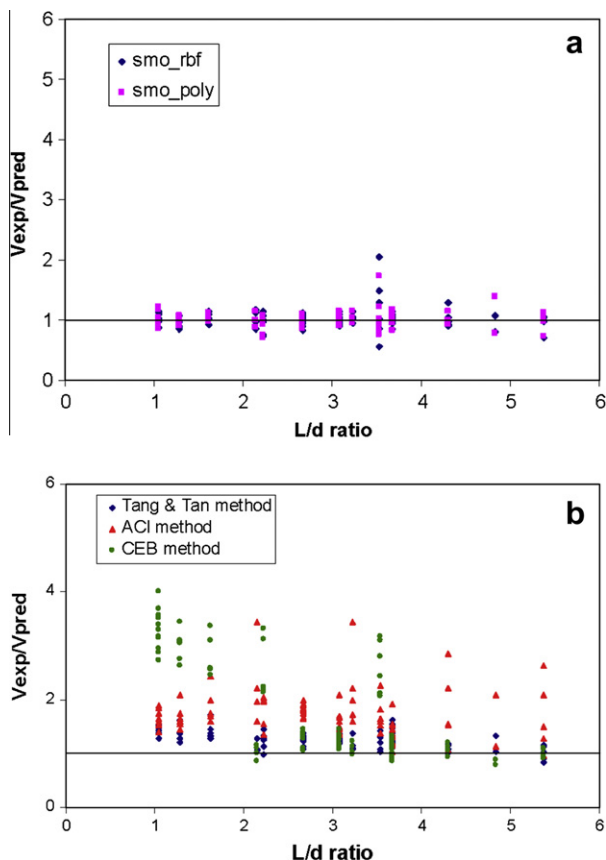 6
a
smo_rbf
smo_poly
5
4
Vexp/Vpred
3
2
1
0
0 1 2 3 4 5 6
L/d ratio
6
b
Tang & Tan method
ACI method
CEB method
4
Vexp/Vpred
2
0
0 1 2 3 4 5 6
L/d ratio